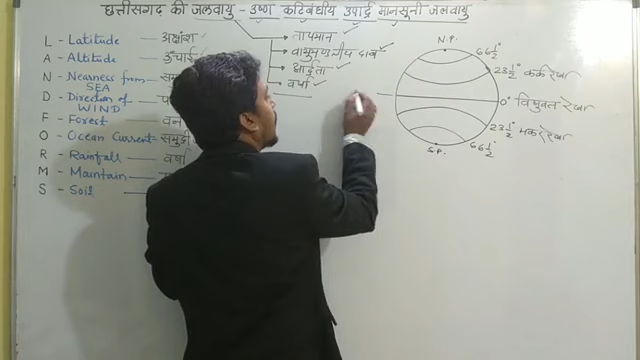 छत्तीसगढ़ की जलवायु - उष्ण कटिबंधीय उपार्द्र मानसूनी जलवायु
L - Latitude — अक्षांश
A - Altitude — ऊँचाई
N - Nearness from SEA
D - Direction of WIND
F - Forest — वन
O - Ocean Current - समुद्री
R - Rainfall — वर्षा
M - Maintain
S - Soil
तापमान
वायुमण्डलीय दाब
आर्द्रता
वर्षा
N.P.
66½°
23½° कर्क रेखा
0° विषुवत रेखा
23½° मकर रेखा
66½°
S.P.